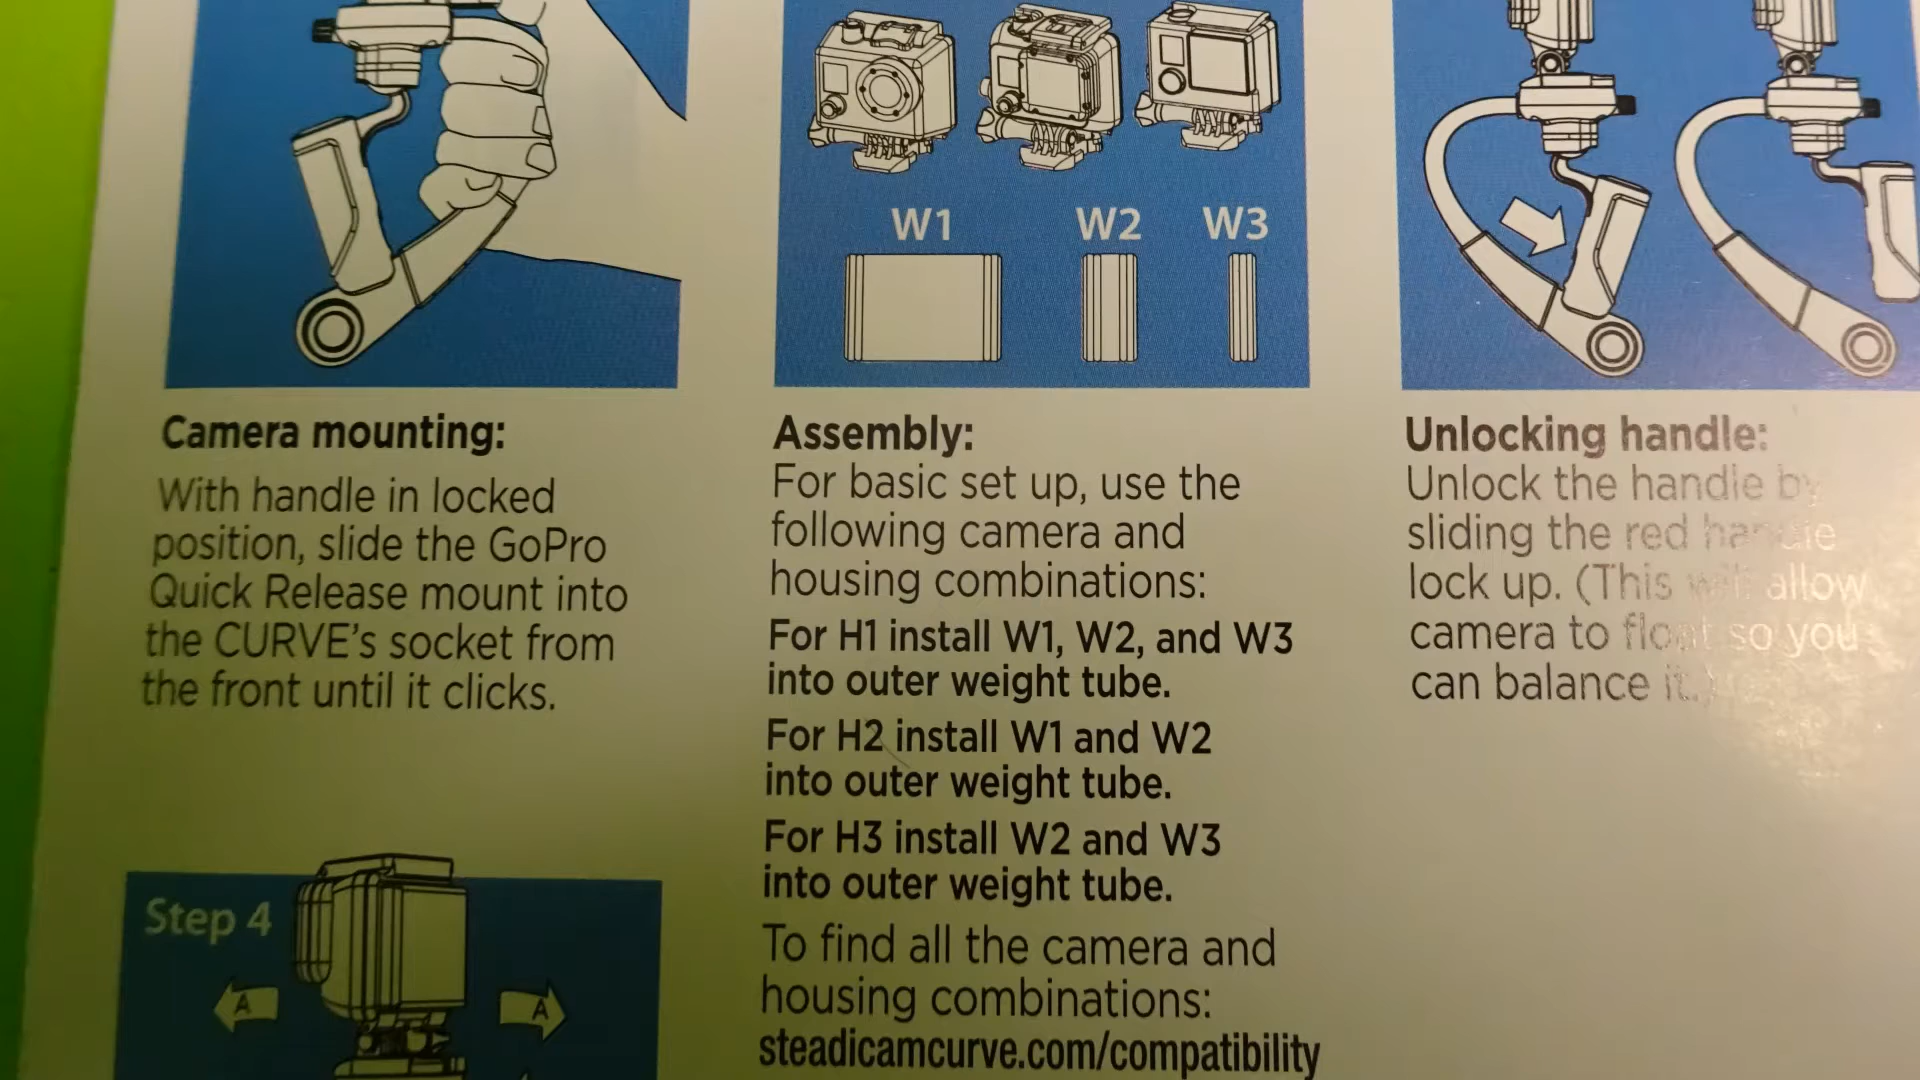 W1 W2 W3
Camera mounting:
With handle in locked
position, slide the GoPro
Quick Release mount into
the CURVE's socket from
the front until it clicks.
Assembly:
For basic set up, use the
following camera and
housing combinations:
For H1 install W1, W2, and W3
into outer weight tube.
For H2 install W1 and W2
into outer weight tube.
For H3 install W2 and W3
into outer weight tube.
To find all the camera and
housing combinations:
steadicamcurve.com/compatibility
Unlocking handle:
Unlock the handle by
sliding the red handle
lock up. (This will allow
camera to float so you
can balance it.)
Step 4
A A